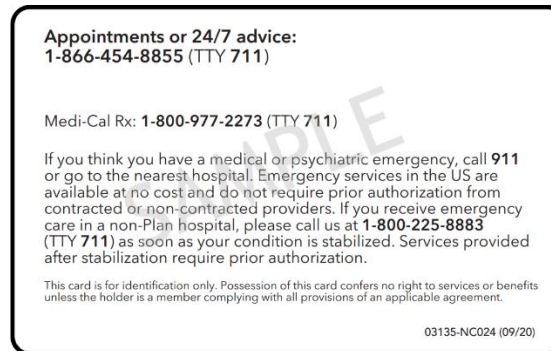 Appointments or 24/7 advice:
1-866-454-8855 (TTY 711)
Medi-Cal Rx: 1-800-977-2273 (TTY 711)
If you think you have a medical or psychiatric emergency, call 911
or go to the nearest hospital. Emergency services in the US are
available at no cost and do not require prior authorization from
contracted or non-contracted providers. If you receive emergency
care in a non-Plan hospital, please call us at 1-800-225-8883
(TTY 711) as soon as your condition is stabilized. Services provided
after stabilization require prior authorization.
This card is for identification only. Possession of this card confers no right to services or benefits
unless the holder is a member complying with all provisions of an applicable agreement.
03135-NC024 (09/20)
SAMPLE